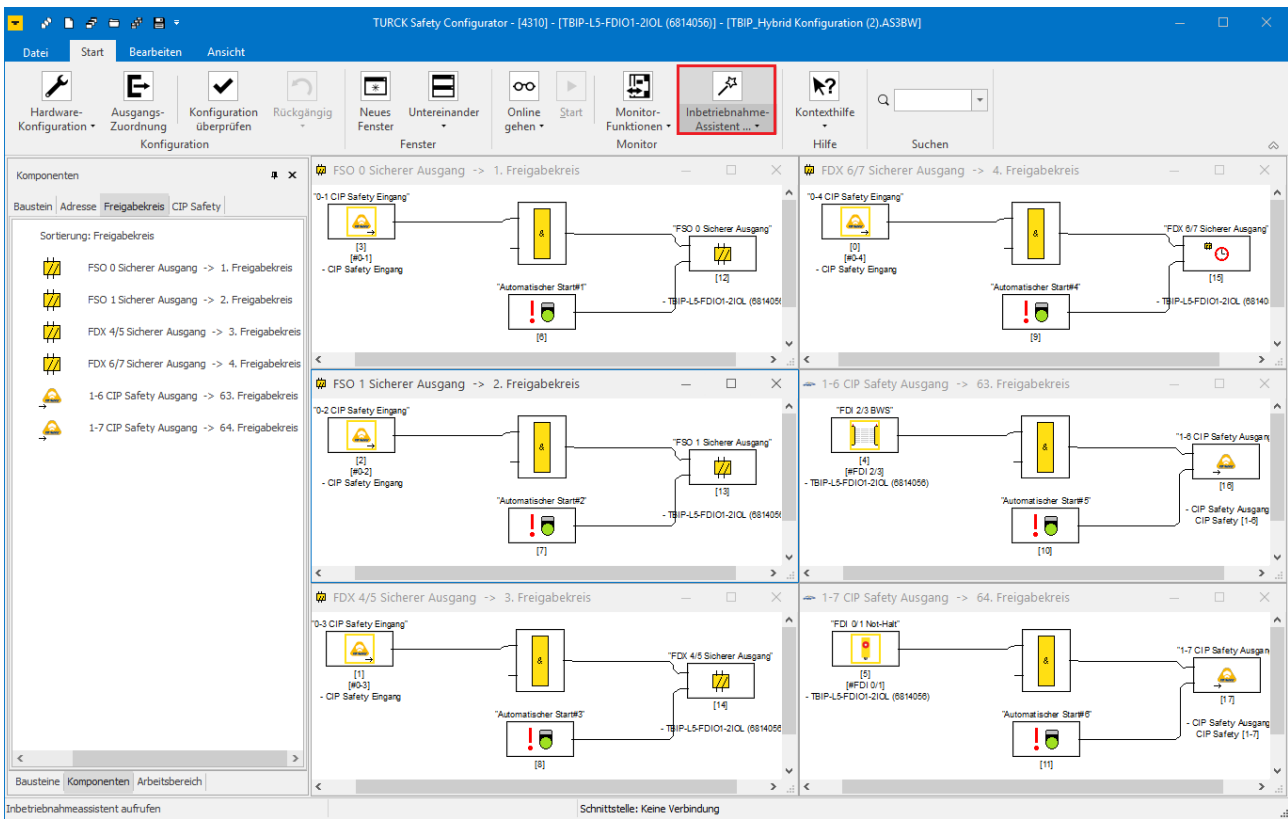 TURCK Safety Configurator - [4310] - [TBIP-L5-FDIO1-2IOL (6814056)] - [TBIP_Hybrid Konfiguration (2).AS3BW]
Datei Start Bearbeiten Ansicht
Hardware-Konfiguration
Ausgangs-Zuordnung
Konfiguration überprüfen
Rückgängig
Neues Fenster
Untereinander
Online gehen
Start
Monitor-Funktionen
Inbetriebnahme-Assistent ...
Kontexthilfe
Konfiguration
Fenster
Monitor
Hilfe
Suchen
Komponenten
Baustein Adresse Freigabekreis CIP Safety
Sortierung: Freigabekreis
FSO 0 Sicherer Ausgang -> 1. Freigabekreis
FSO 1 Sicherer Ausgang -> 2. Freigabekreis
FDX 4/5 Sicherer Ausgang -> 3. Freigabekreis
FDX 6/7 Sicherer Ausgang -> 4. Freigabekreis
1-6 CIP Safety Ausgang -> 63. Freigabekreis
1-7 CIP Safety Ausgang -> 64. Freigabekreis
Bausteine Komponenten Arbeitsbereich
FSO 0 Sicherer Ausgang -> 1. Freigabekreis
"0-1 CIP Safety Eingang"
[3]
[#0-1]
- CIP Safety Eingang
&
"FSO 0 Sicherer Ausgang"
[12]
- TBIP-L5-FDIO1-2IOL (681405
"Automatischer Start#1"
[6]
FDX 6/7 Sicherer Ausgang -> 4. Freigabekreis
"0-4 CIP Safety Eingang"
[0]
[#0-4]
- CIP Safety Eingang
&
"FDX 6/7 Sicherer Ausgang"
[15]
- TBIP-L5-FDIO1-2IOL (68140
"Automatischer Start#4"
[9]
FSO 1 Sicherer Ausgang -> 2. Freigabekreis
"0-2 CIP Safety Eingang"
[2]
[#0-2]
- CIP Safety Eingang
&
"FSO 1 Sicherer Ausgang"
[13]
- TBIP-L5-FDIO1-2IOL (681405
"Automatischer Start#2"
[7]
1-6 CIP Safety Ausgang -> 63. Freigabekreis
"FDI 2/3 BWS"
[4]
[#FDI 2/3]
- TBIP-L5-FDIO1-2IOL (6814056)
&
"1-6 CIP Safety Ausgan
[16]
- CIP Safety Ausgang
CIP Safety [1-6]
"Automatischer Start#5"
[10]
FDX 4/5 Sicherer Ausgang -> 3. Freigabekreis
"0-3 CIP Safety Eingang"
[1]
[#0-3]
- CIP Safety Eingang
&
"FDX 4/5 Sicherer Ausgang"
[14]
- TBIP-L5-FDIO1-2IOL (681405
"Automatischer Start#3"
[8]
1-7 CIP Safety Ausgang -> 64. Freigabekreis
"FDI 0/1 Not-Halt"
[5]
[#FDI 0/1]
- TBIP-L5-FDIO1-2IOL (6814056)
&
"1-7 CIP Safety Ausgan
[17]
- CIP Safety Ausgang
CIP Safety [1-7]
"Automatischer Start#6"
[11]
Inbetriebnahmeassistent aufrufen
Schnittstelle: Keine Verbindung